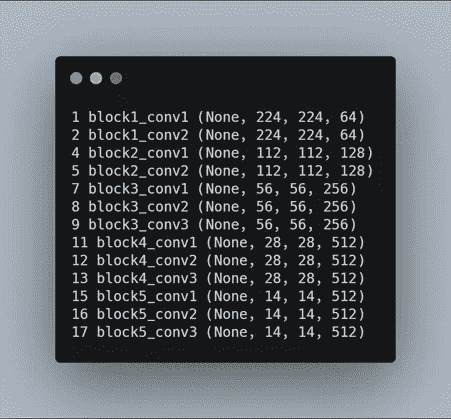 1 block1_conv1 (None, 224, 224, 64)
2 block1_conv2 (None, 224, 224, 64)
4 block2_conv1 (None, 112, 112, 128)
5 block2_conv2 (None, 112, 112, 128)
7 block3_conv1 (None, 56, 56, 256)
8 block3_conv2 (None, 56, 56, 256)
9 block3_conv3 (None, 56, 56, 256)
11 block4_conv1 (None, 28, 28, 512)
12 block4_conv2 (None, 28, 28, 512)
13 block4_conv3 (None, 28, 28, 512)
15 block5_conv1 (None, 14, 14, 512)
16 block5_conv2 (None, 14, 14, 512)
17 block5_conv3 (None, 14, 14, 512)